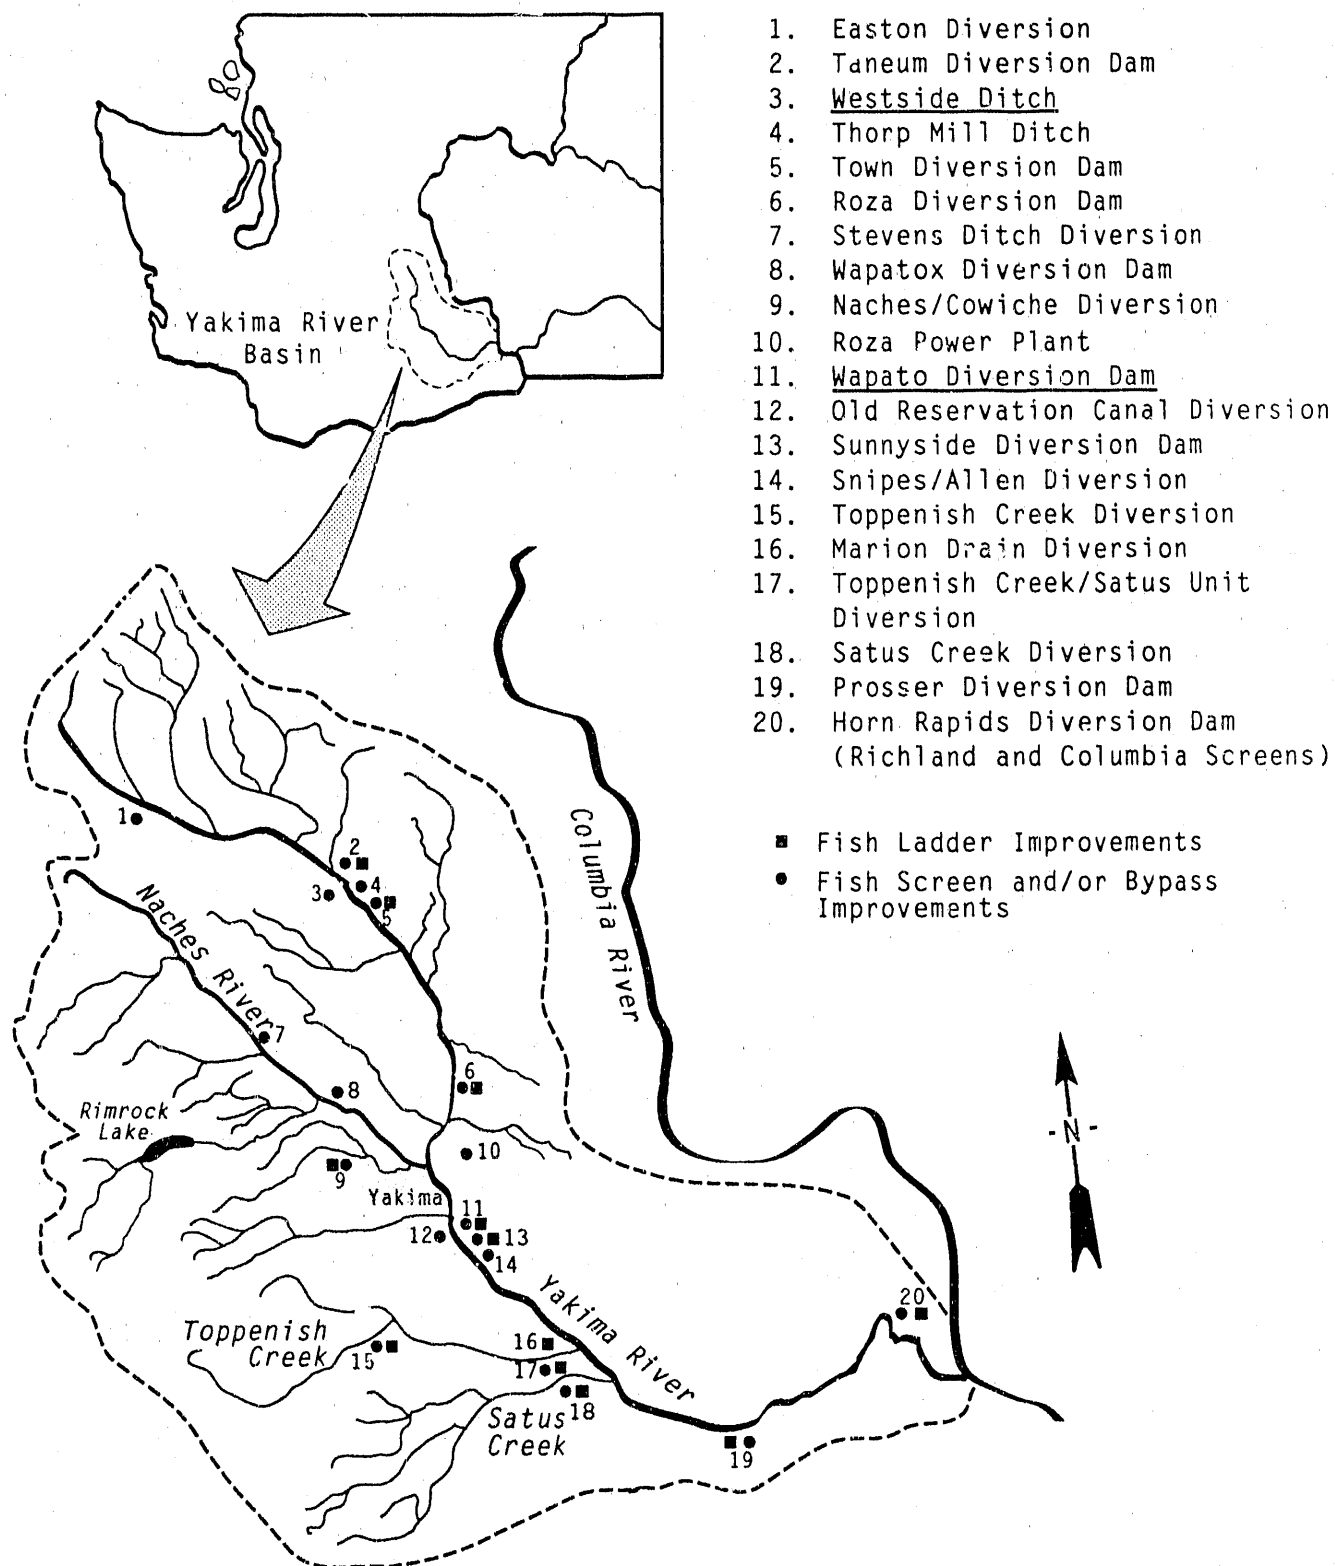 1. Easton Diversion
2. Taneum Diversion Dam
3. Westside Ditch
4. Thorp Mill Ditch
5. Town Diversion Dam
6. Roza Diversion Dam
7. Stevens Ditch Diversion
8. Wapatox Diversion Dam
9. Naches/Cowiche Diversion
10. Roza Power Plant
11. Wapato Diversion Dam
12. Old Reservation Canal Diversion
13. Sunnyside Diversion Dam
14. Snipes/Allen Diversion
15. Toppenish Creek Diversion
16. Marion Drain Diversion
17. Toppenish Creek/Satus Unit
Diversion
18. Satus Creek Diversion
19. Prosser Diversion Dam
20. Horn Rapids Diversion Dam
(Richland and Columbia Screens)
Fish Ladder Improvements
Fish Screen and/or Bypass
Improvements
Yakima River
Basin
Columbia River
1
2
3
4
5
Naches River
7
6
8
Rimrock
Lake
10
9
Yakima
11
12
13
14
Yakima River
20
Toppenish
Creek
15
16
17
18
Satus
Creek
19
-N-